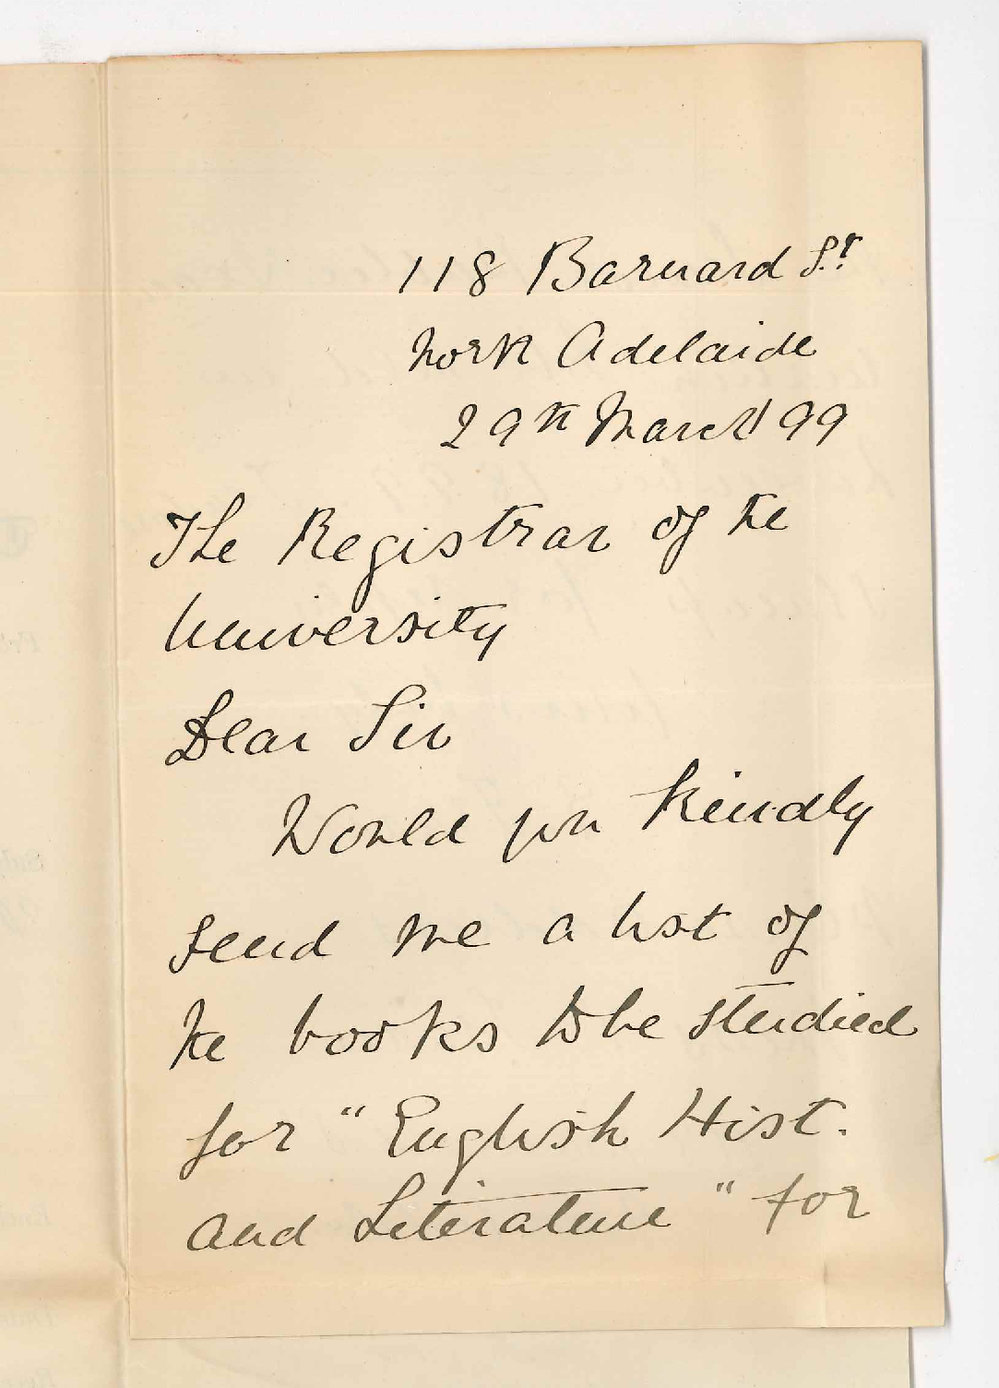 118 Barnard St.
North Adelaide
29th March 99
The Registrar of the
University
Dear Sir
Would you kindly
send me a list of
the books to be studied
for "English Hist.
and Literature" for